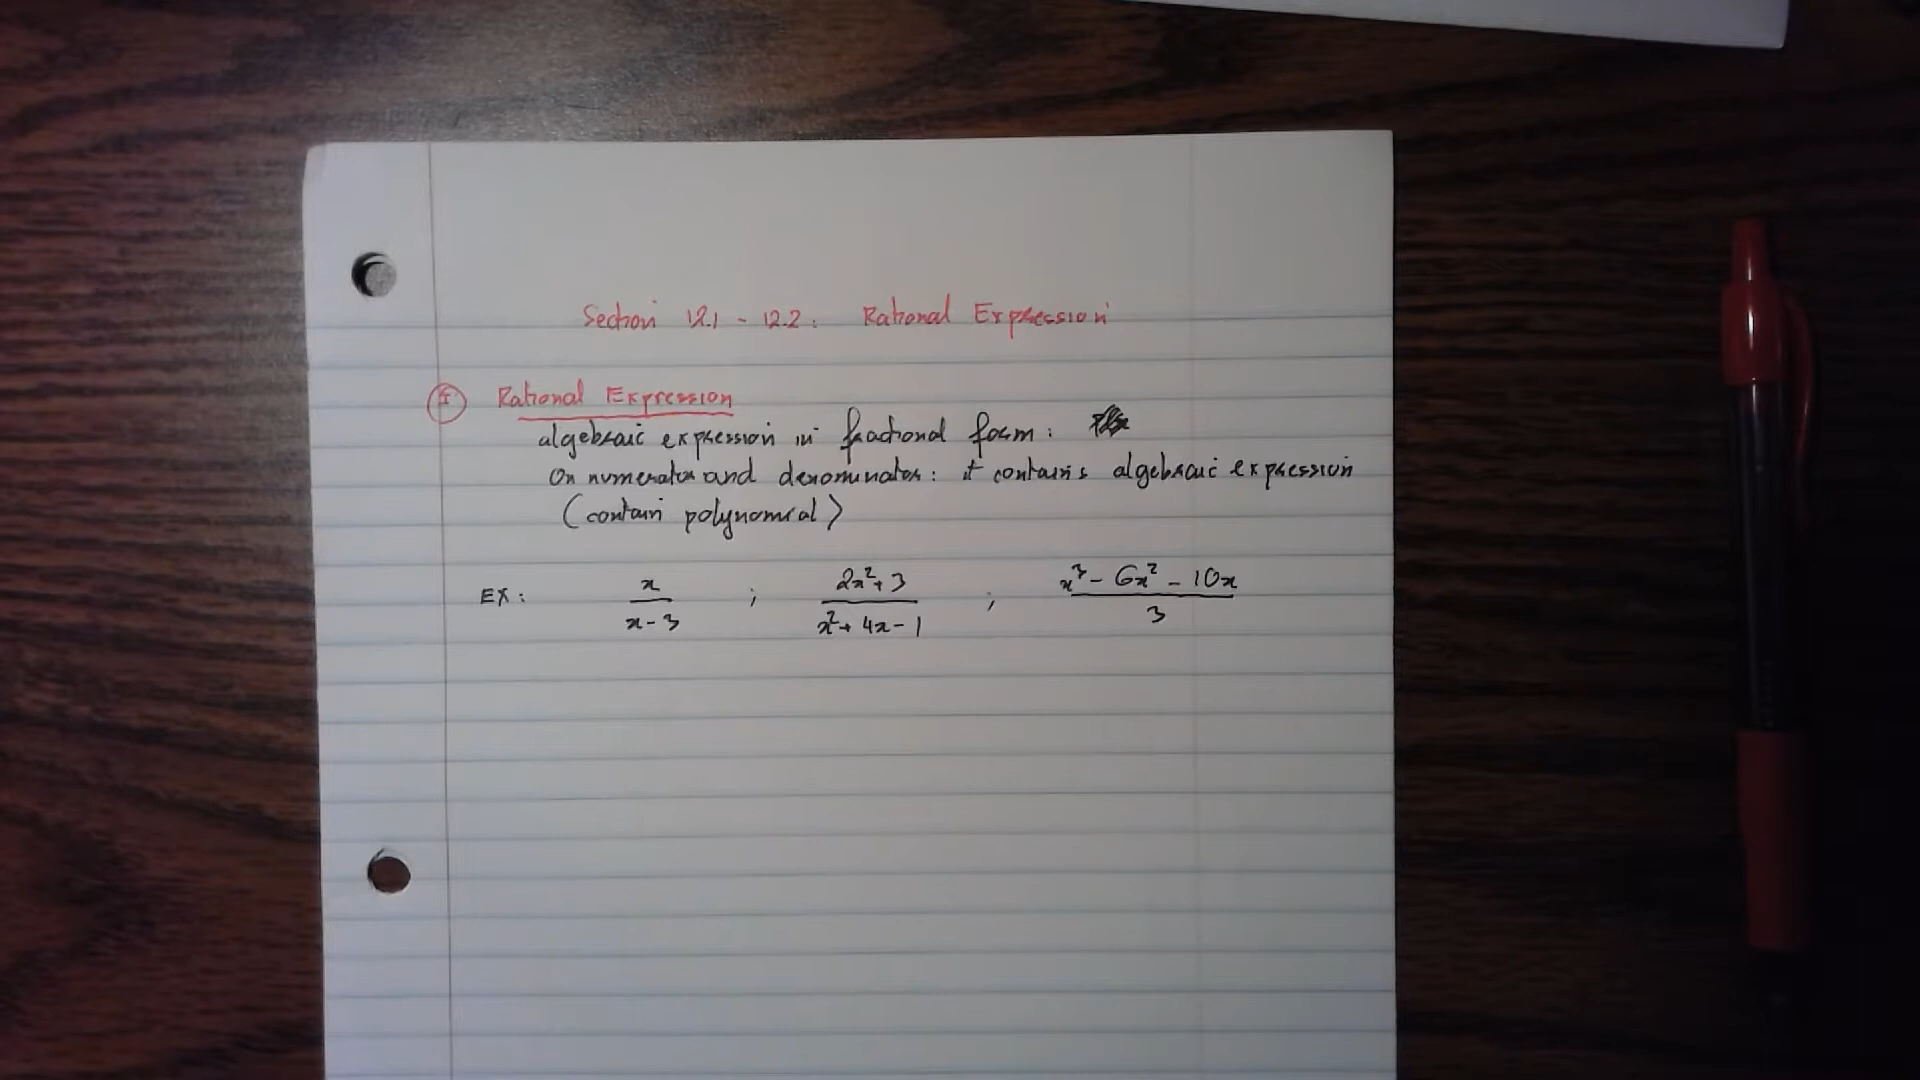 Section 12.1 - 12.2: Rational Expression
I Rational Expression
algebraic expression in fractional form:
On numerator and denominator: it contains algebraic expression
(contain polynomial)
EX: x/(x-3) ; (2x²+3)/(x²+4x-1) ; (x³-6x²-10x)/3